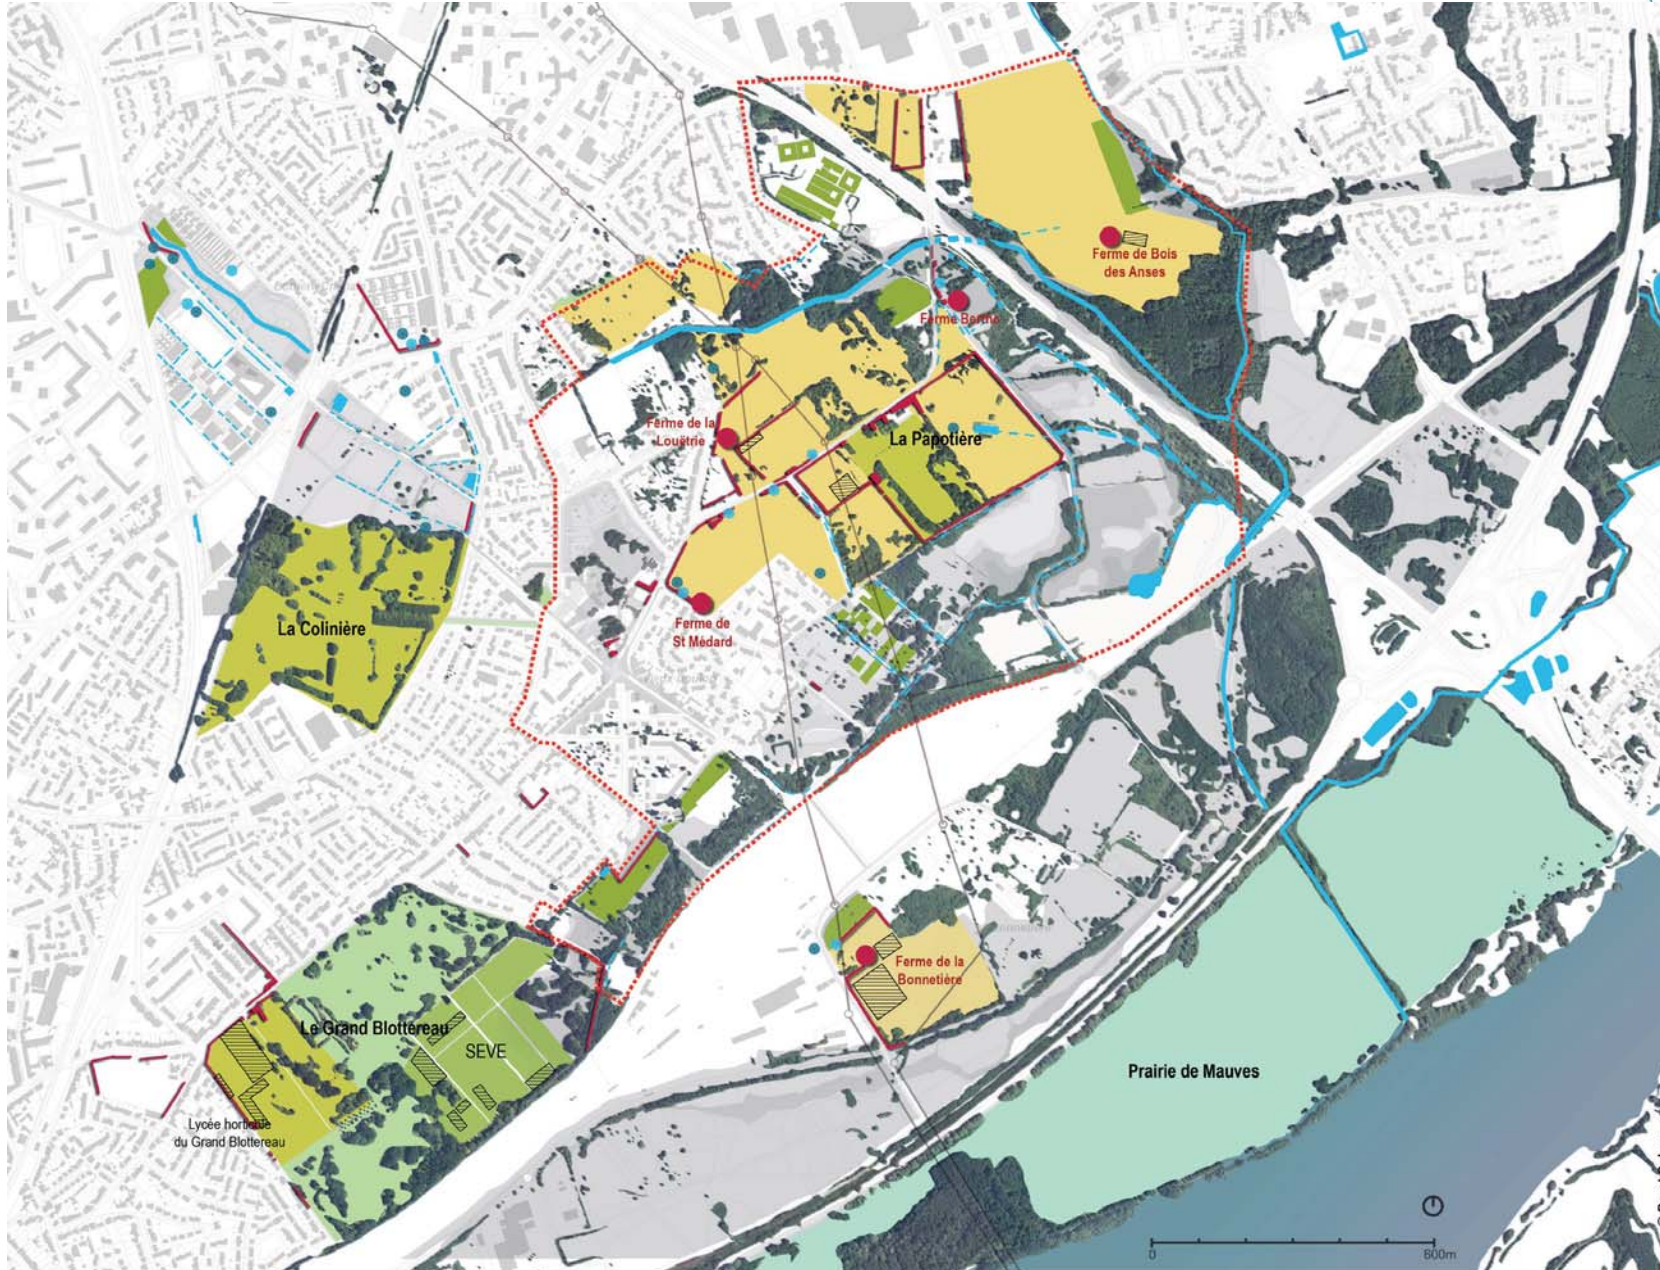 Ferme de Bois
des Anses
Ferme Berthe
Ferme de la
Louëtrie
La Papotière
Ferme de
St Médard
La Colinière
Ferme de la
Bonnetière
Le Grand Blottereau
SEVE
Prairie de Mauves
Lycée horticole
du Grand Blottereau
0
600m